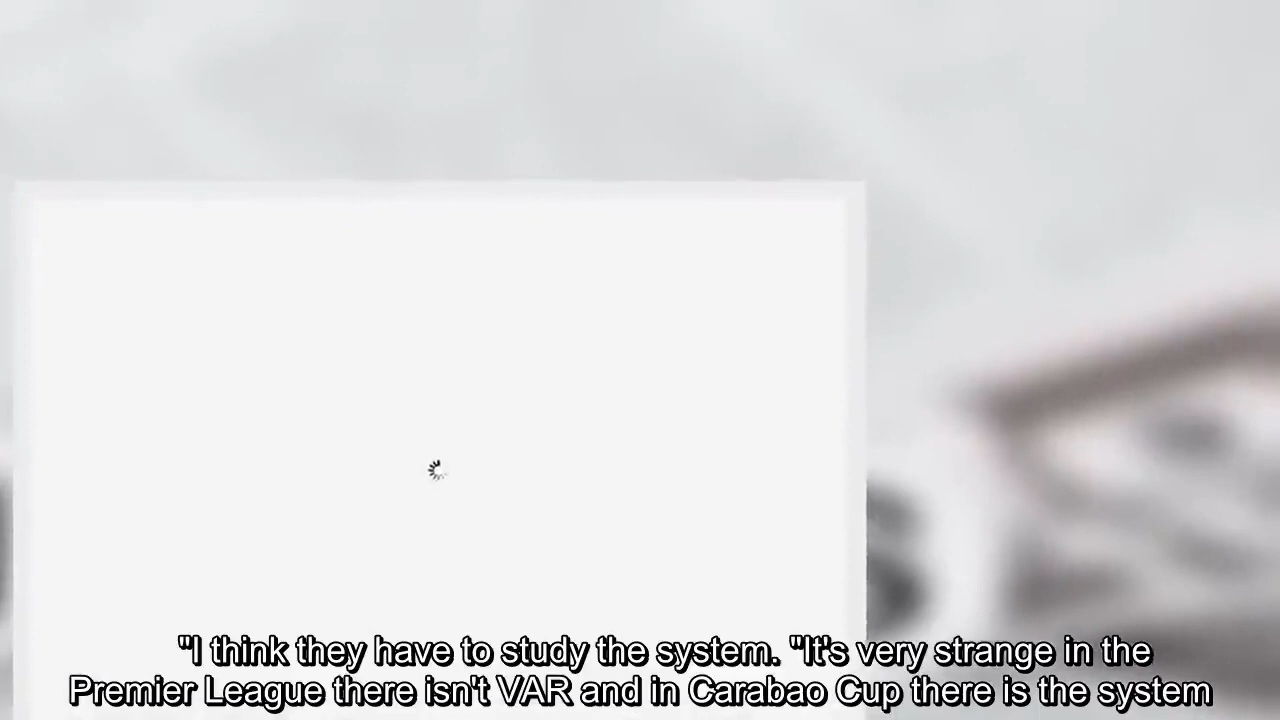 "I think they have to study the system. "It's very strange in the
Premier League there isn't VAR and in Carabao Cup there is the system